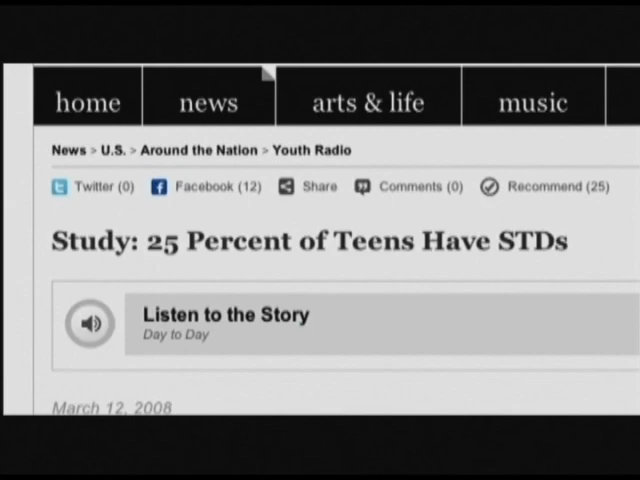 home news arts & life music
News > U.S. > Around the Nation > Youth Radio
Twitter (0) Facebook (12) Share Comments (0) Recommend (25)
Study: 25 Percent of Teens Have STDs
Listen to the Story
Day to Day
March 12, 2008